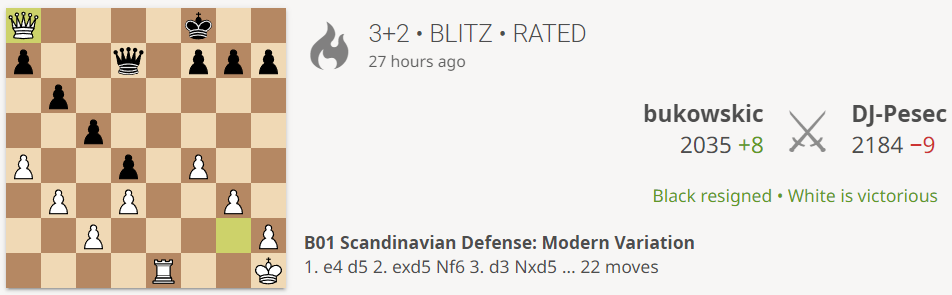 3+2 • BLITZ • RATED
27 hours ago
bukowskic DJ-Pesec
2035 +8 2184 −9
Black resigned • White is victorious
B01 Scandinavian Defense: Modern Variation
1. e4 d5 2. exd5 Nf6 3. d3 Nxd5 ... 22 moves